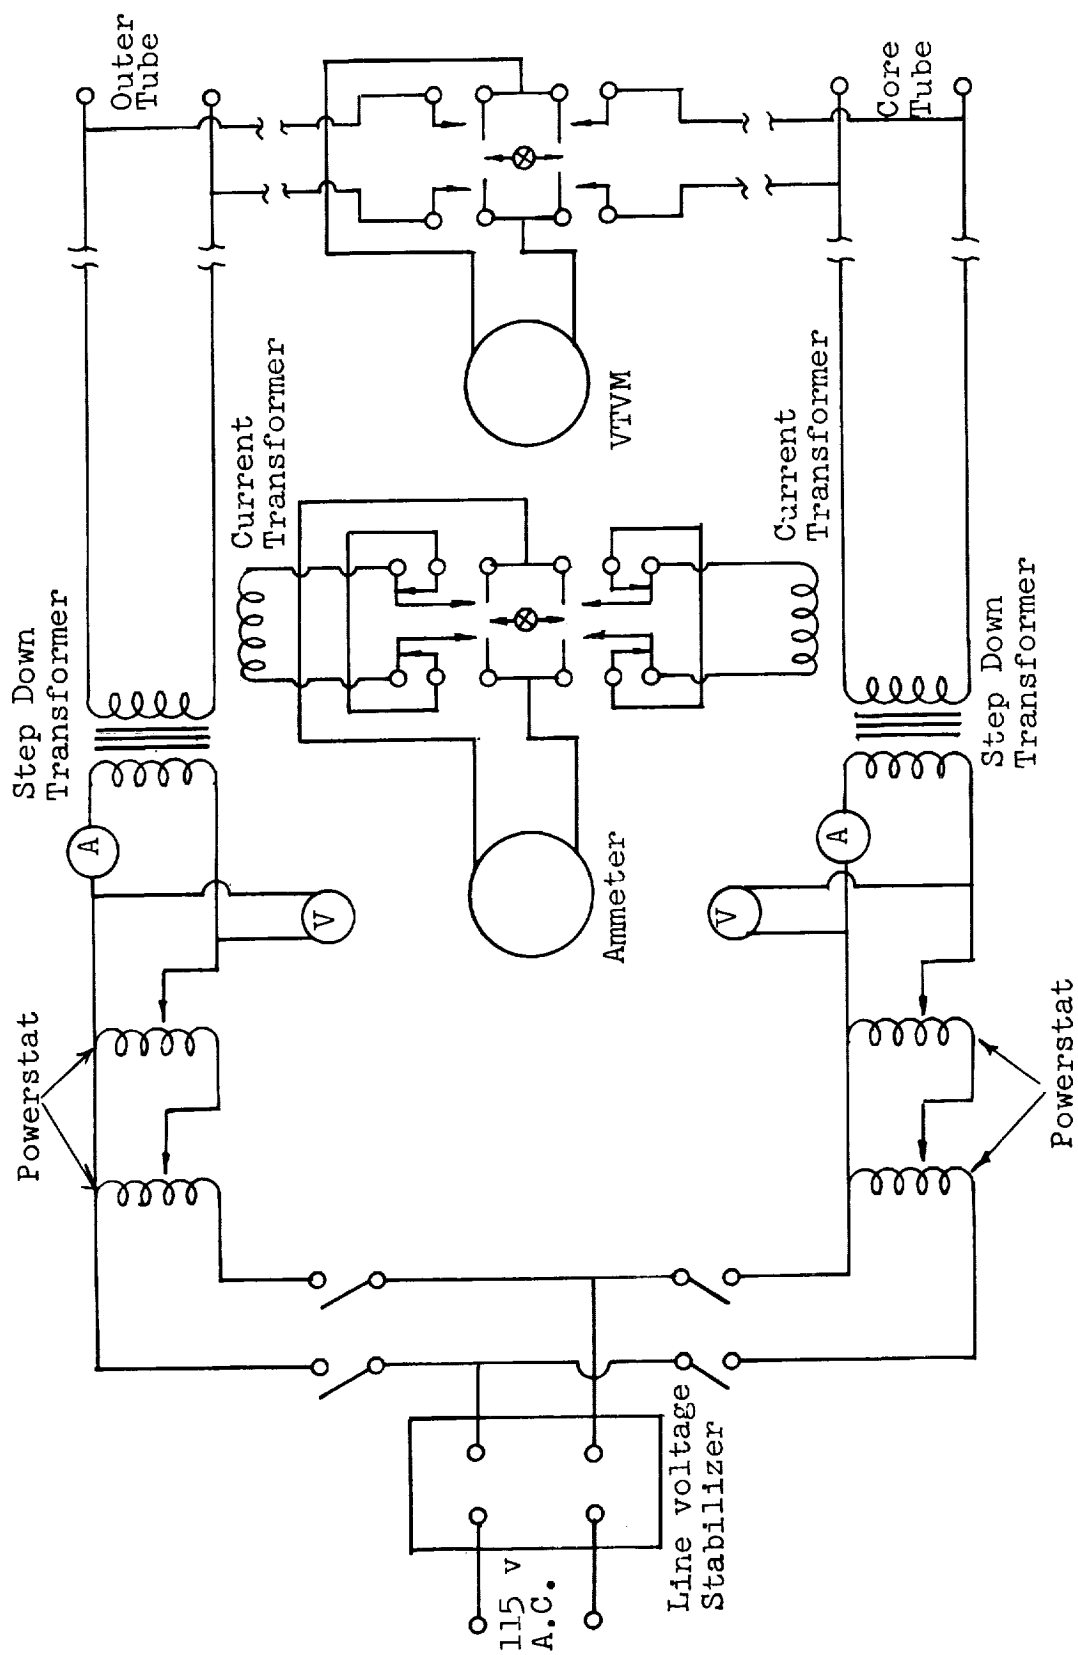 Step Down
Transformer
Outer
Tube
Powerstat
A
V
Current
Transformer
115 v
A.C.
Line voltage
Stabilizer
Ammeter
VTVM
V
A
Current
Transformer
Core
Tube
Step Down
Transformer
Powerstat